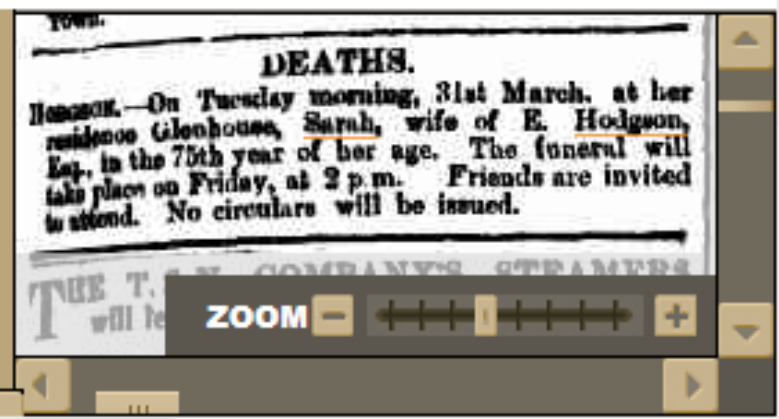 Town.
DEATHS.
HODGSON.—On Tuesday morning, 31st March, at her
residence Glenhouse, Sarah, wife of E. Hodgson,
Esq., in the 75th year of her age. The funeral will
take place on Friday, at 2 p.m. Friends are invited
to attend. No circulars will be issued.
THE T. S. N. COMPANY'S STEAMERS
will
ZOOM